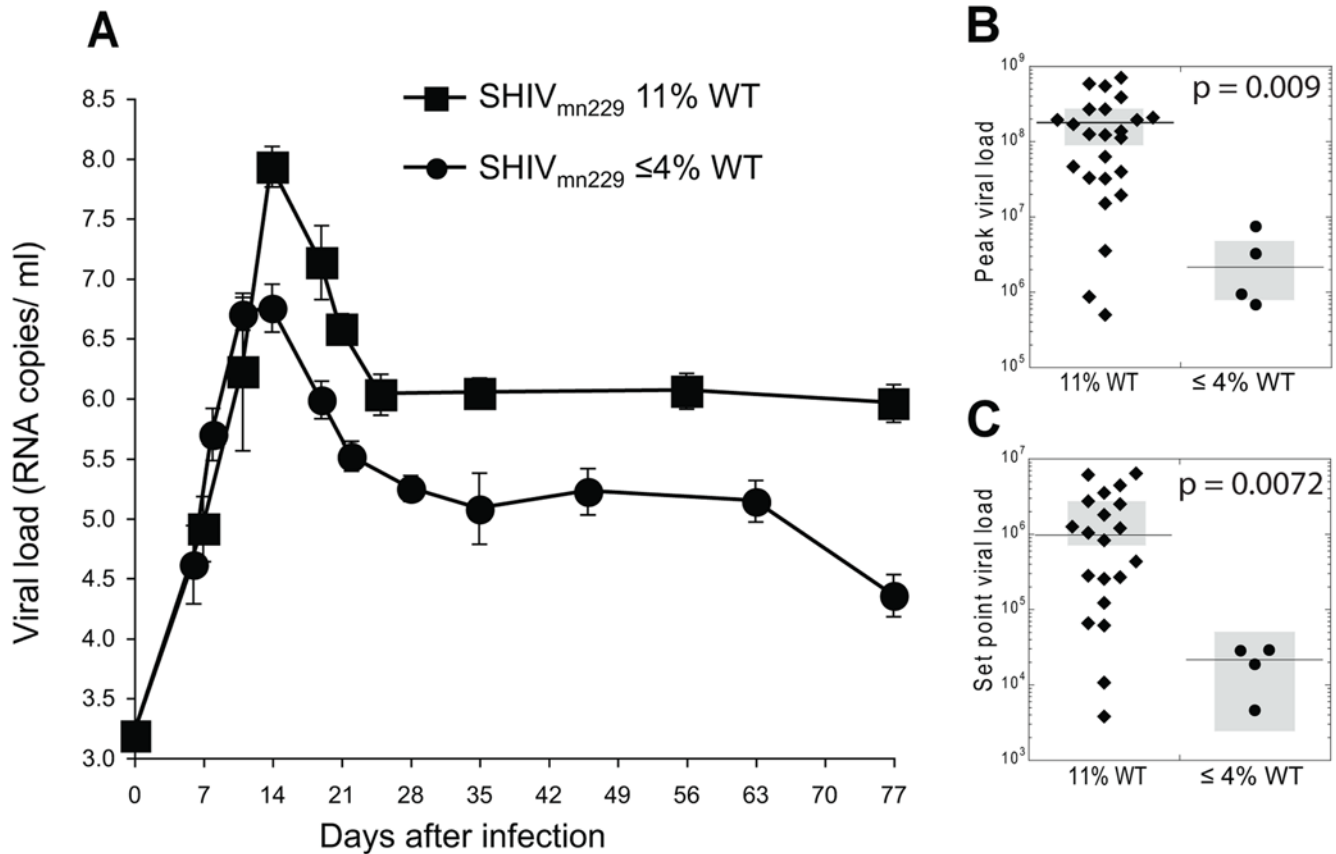 A
SHIVmn229 11% WT
SHIVmn229 ≤4% WT
Viral load (RNA copies/ ml)
8.5
8.0
7.5
7.0
6.5
6.0
5.5
5.0
4.5
4.0
3.5
3.0
0 7 14 21 28 35 42 49 56 63 70 77
Days after infection
B
p = 0.009
Peak viral load
10⁹
10⁸
10⁷
10⁶
10⁵
11% WT ≤ 4% WT
C
p = 0.0072
Set point viral load
10⁷
10⁶
10⁵
10⁴
10³
11% WT ≤ 4% WT